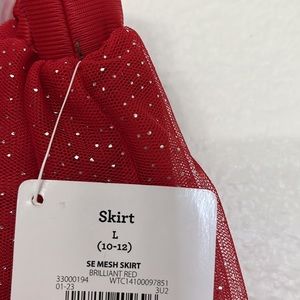 Skirt
L
(10-12)
SE MESH SKIRT
BRILLIANT RED
33000194 WTC14100097851
01-23 3U2